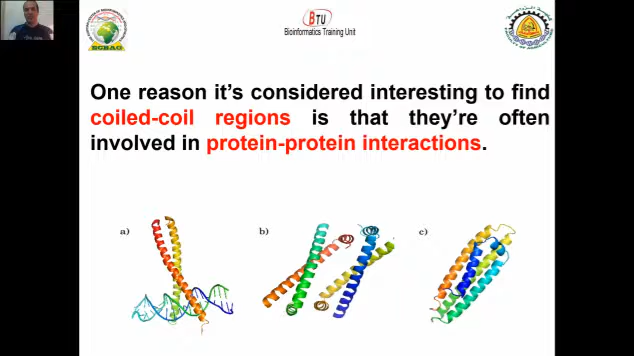 BTU
Bioinformatics Training Unit
EGBAG
One reason it's considered interesting to find
coiled-coil regions is that they're often
involved in protein-protein interactions.
a) b) c)